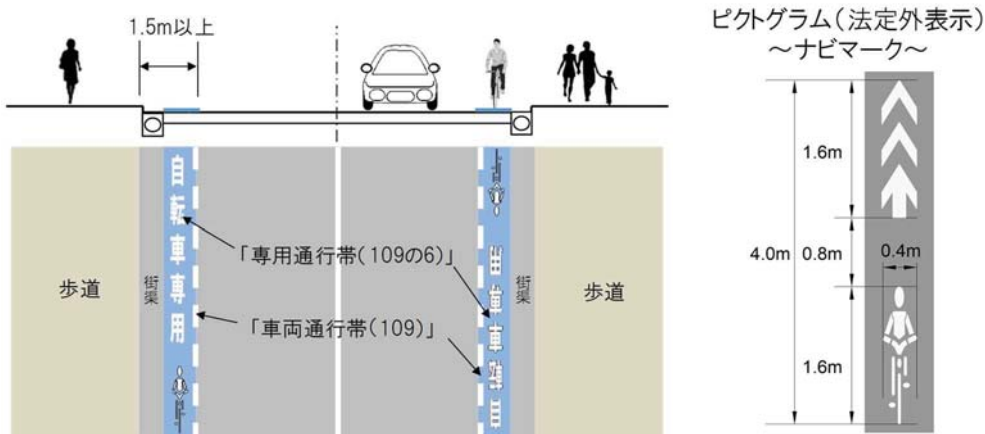 1.5m以上
自転車専用
街渠
歩道
「専用通行帯(109の6)」
「車両通行帯(109)」
自転車専用
街渠
歩道
ピクトグラム(法定外表示)
～ナビマーク～
4.0m
1.6m
0.8m
0.4m
1.6m